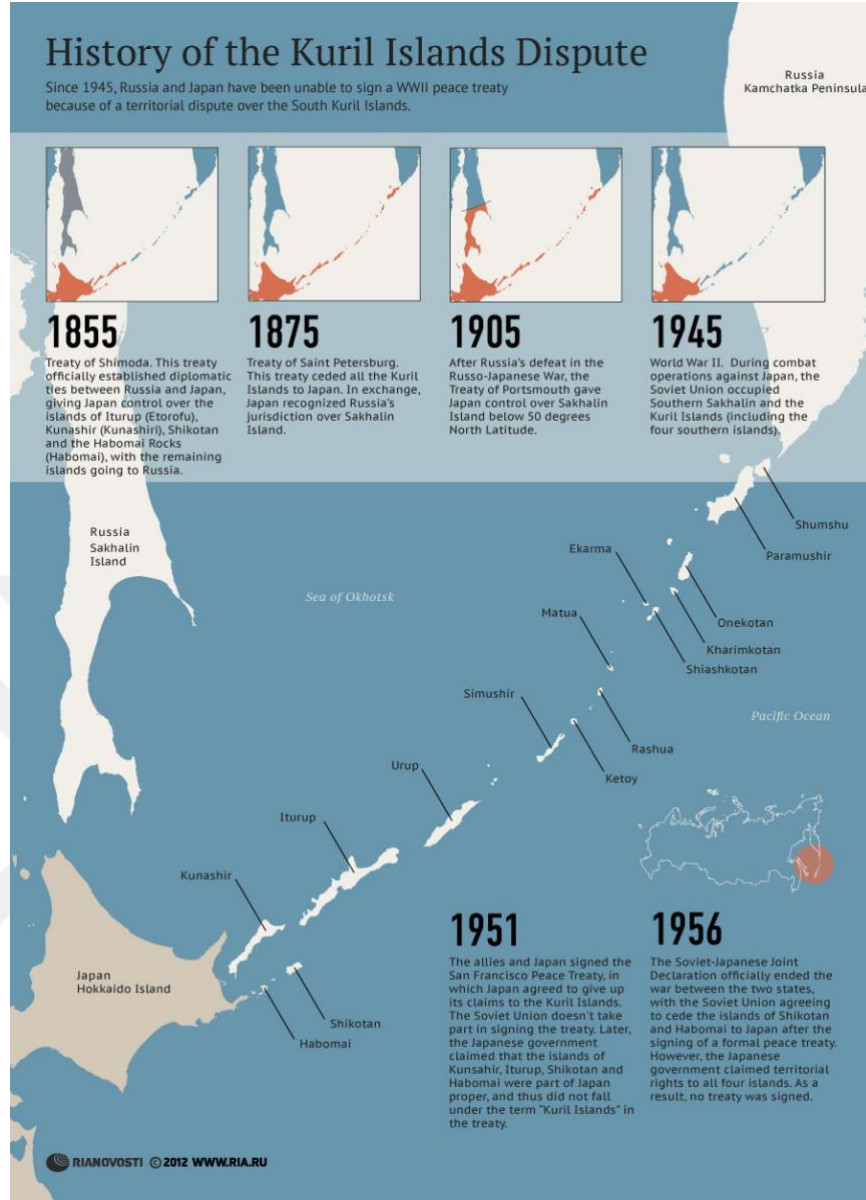 History of the Kuril Islands Dispute
Since 1945, Russia and Japan have been unable to sign a WWII peace treaty
because of a territorial dispute over the South Kuril Islands.
Russia
Kamchatka Peninsula
1855
Treaty of Shimoda. This treaty
officially established diplomatic
ties between Russia and Japan,
giving Japan control over the
islands of Iturup (Etorofu),
Kunashir (Kunashiri), Shikotan
and the Habomai Rocks
(Habomai), with the remaining
islands going to Russia.
1875
Treaty of Saint Petersburg.
This treaty ceded all the Kuril
Islands to Japan. In exchange,
Japan recognized Russia's
jurisdiction over Sakhalin
Island.
1905
After Russia's defeat in the
Russo-Japanese War, the
Treaty of Portsmouth gave
Japan control over Sakhalin
Island below 50 degrees
North Latitude.
1945
World War II. During combat
operations against Japan, the
Soviet Union occupied
Southern Sakhalin and the
Kuril Islands (including the
four southern islands).
Russia
Sakhalin
Island
Sea of Okhotsk
Shumshu
Paramushir
Ekarma
Onekotan
Kharimkotan
Matua
Shiashkotan
Simushir
Pacific Ocean
Rashua
Ketoy
Urup
Iturup
Kunashir
Japan
Hokkaido Island
Shikotan
Habomai
1951
The allies and Japan signed the
San Francisco Peace Treaty, in
which Japan agreed to give up
its claims to the Kuril Islands.
The Soviet Union doesn't take
part in signing the treaty. Later,
the Japanese government
claimed that the islands of
Kunsahir, Iturup, Shikotan and
Habomai were part of Japan
proper, and thus did not fall
under the term "Kuril Islands" in
the treaty.
1956
The Soviet-Japanese Joint
Declaration officially ended the
war between the two states,
with the Soviet Union agreeing
to cede the islands of Shikotan
and Habomai to Japan after the
signing of a formal peace treaty.
However, the Japanese
government claimed territorial
rights to all four islands. As a
result, no treaty was signed.
RIANOVOSTI © 2012 WWW.RIA.RU